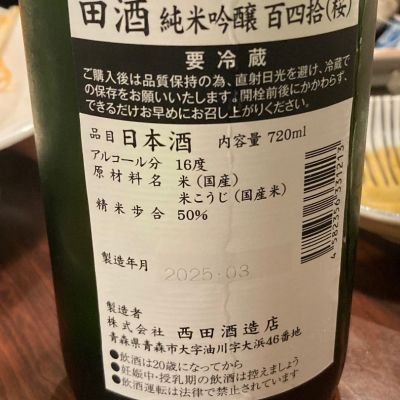 田酒 純米吟醸 百四拾(桜)
要冷蔵
ご購入後は品質保持の為、直射日光を避け、冷蔵で
の保存をお願いいたします。開栓前後にかかわらず、
できるだけお早めにお召し上がりください。
品目 日本酒 内容量 720ml
アルコール分 16度
原材料名 米(国産)
米こうじ(国産米)
精米歩合 50%
製造年月 2025.03
製造者
株式会社 西田酒造店
青森県青森市大字油川字大浜46番地
●飲酒は20歳になってから
●妊娠中・授乳期の飲酒は控えましょう
●飲酒運転は法律で禁止されています
4582356331213